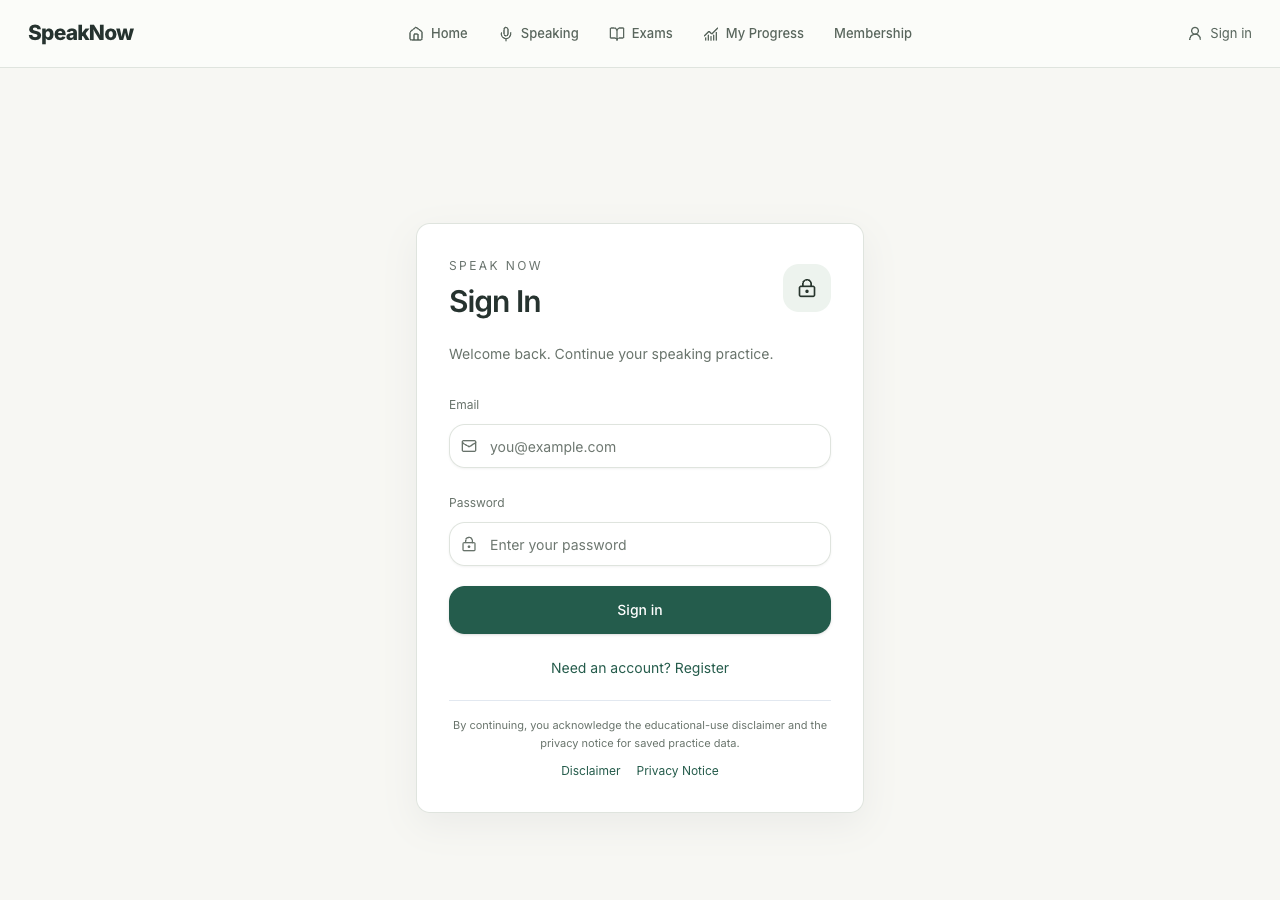 SpeakNow
Home
Speaking
Exams
My Progress
Membership
Sign in
SPEAK NOW
Sign In
Welcome back. Continue your speaking practice.
Email
you@example.com
Password
Enter your password
Sign in
Need an account? Register
By continuing, you acknowledge the educational-use disclaimer and the
privacy notice for saved practice data.
Disclaimer Privacy Notice